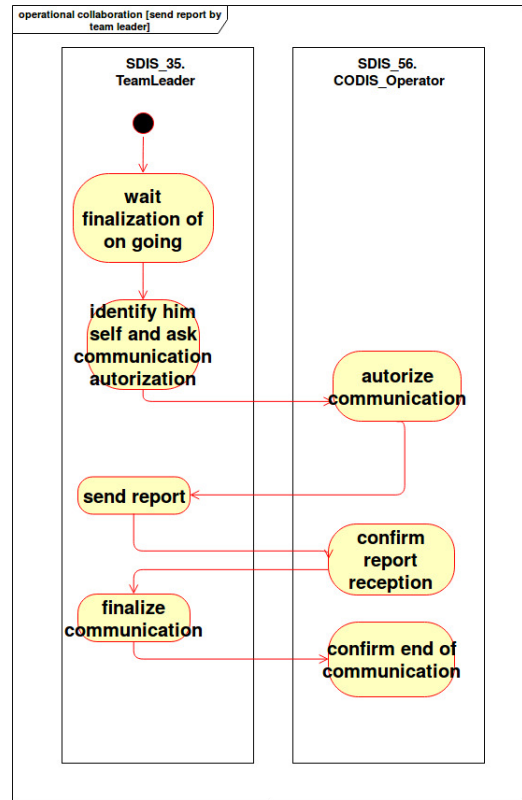 operational collaboration [send report by
team leader]
SDIS_35.
TeamLeader
SDIS_56.
CODIS_Operator
wait
finalization of
on going
identify him
self and ask
communication
autorization
autorize
communication
send report
confirm
report
reception
finalize
communication
confirm end of
communication